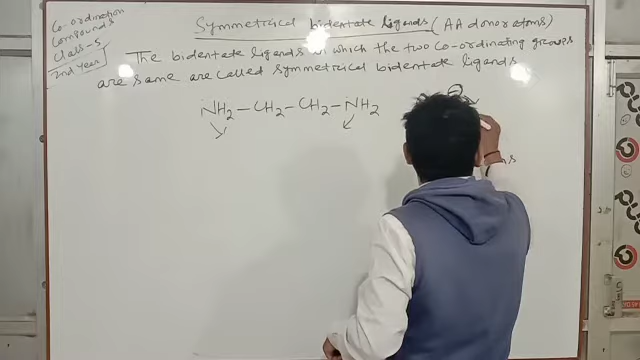 Co-ordination
Compounds
Class-5
2nd Year
Symmetrical bidentate ligands (AA donor atoms)
The bidentate ligands in which the two co-ordinating groups
are same are called symmetrical bidentate ligands
NH2-CH2-CH2-NH2